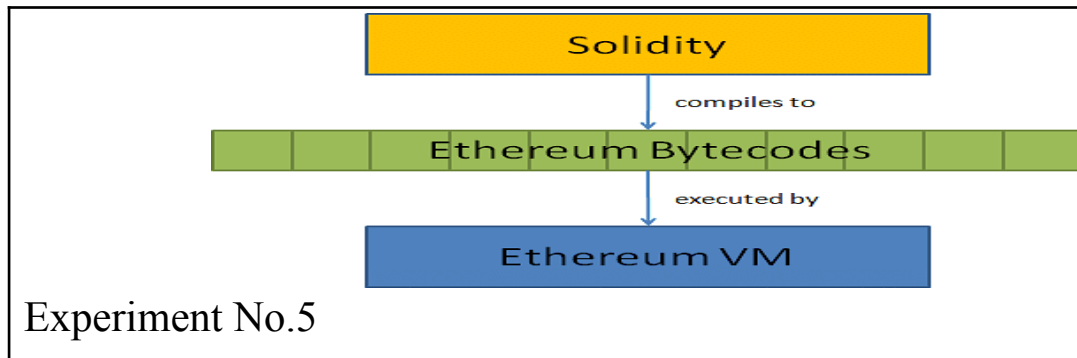 Solidity
compiles to
Ethereum Bytecodes
executed by
Ethereum VM
Experiment No.5